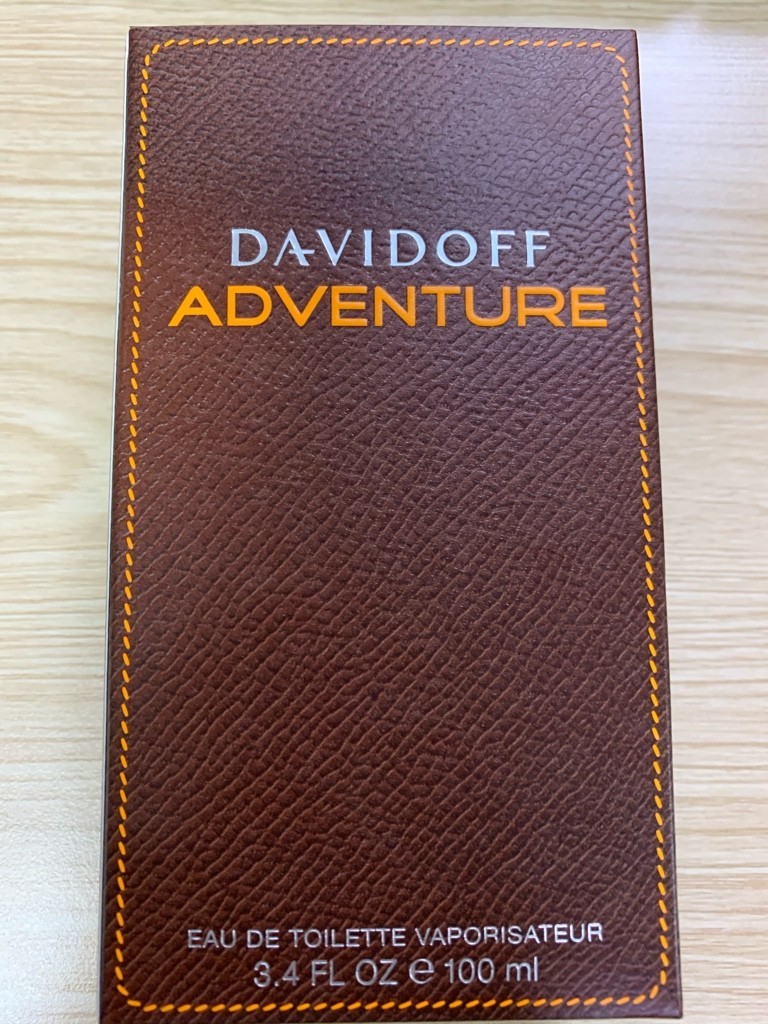 DAVIDOFF
ADVENTURE
EAU DE TOILETTE VAPORISATEUR
3.4 FL OZ ℮ 100 ml